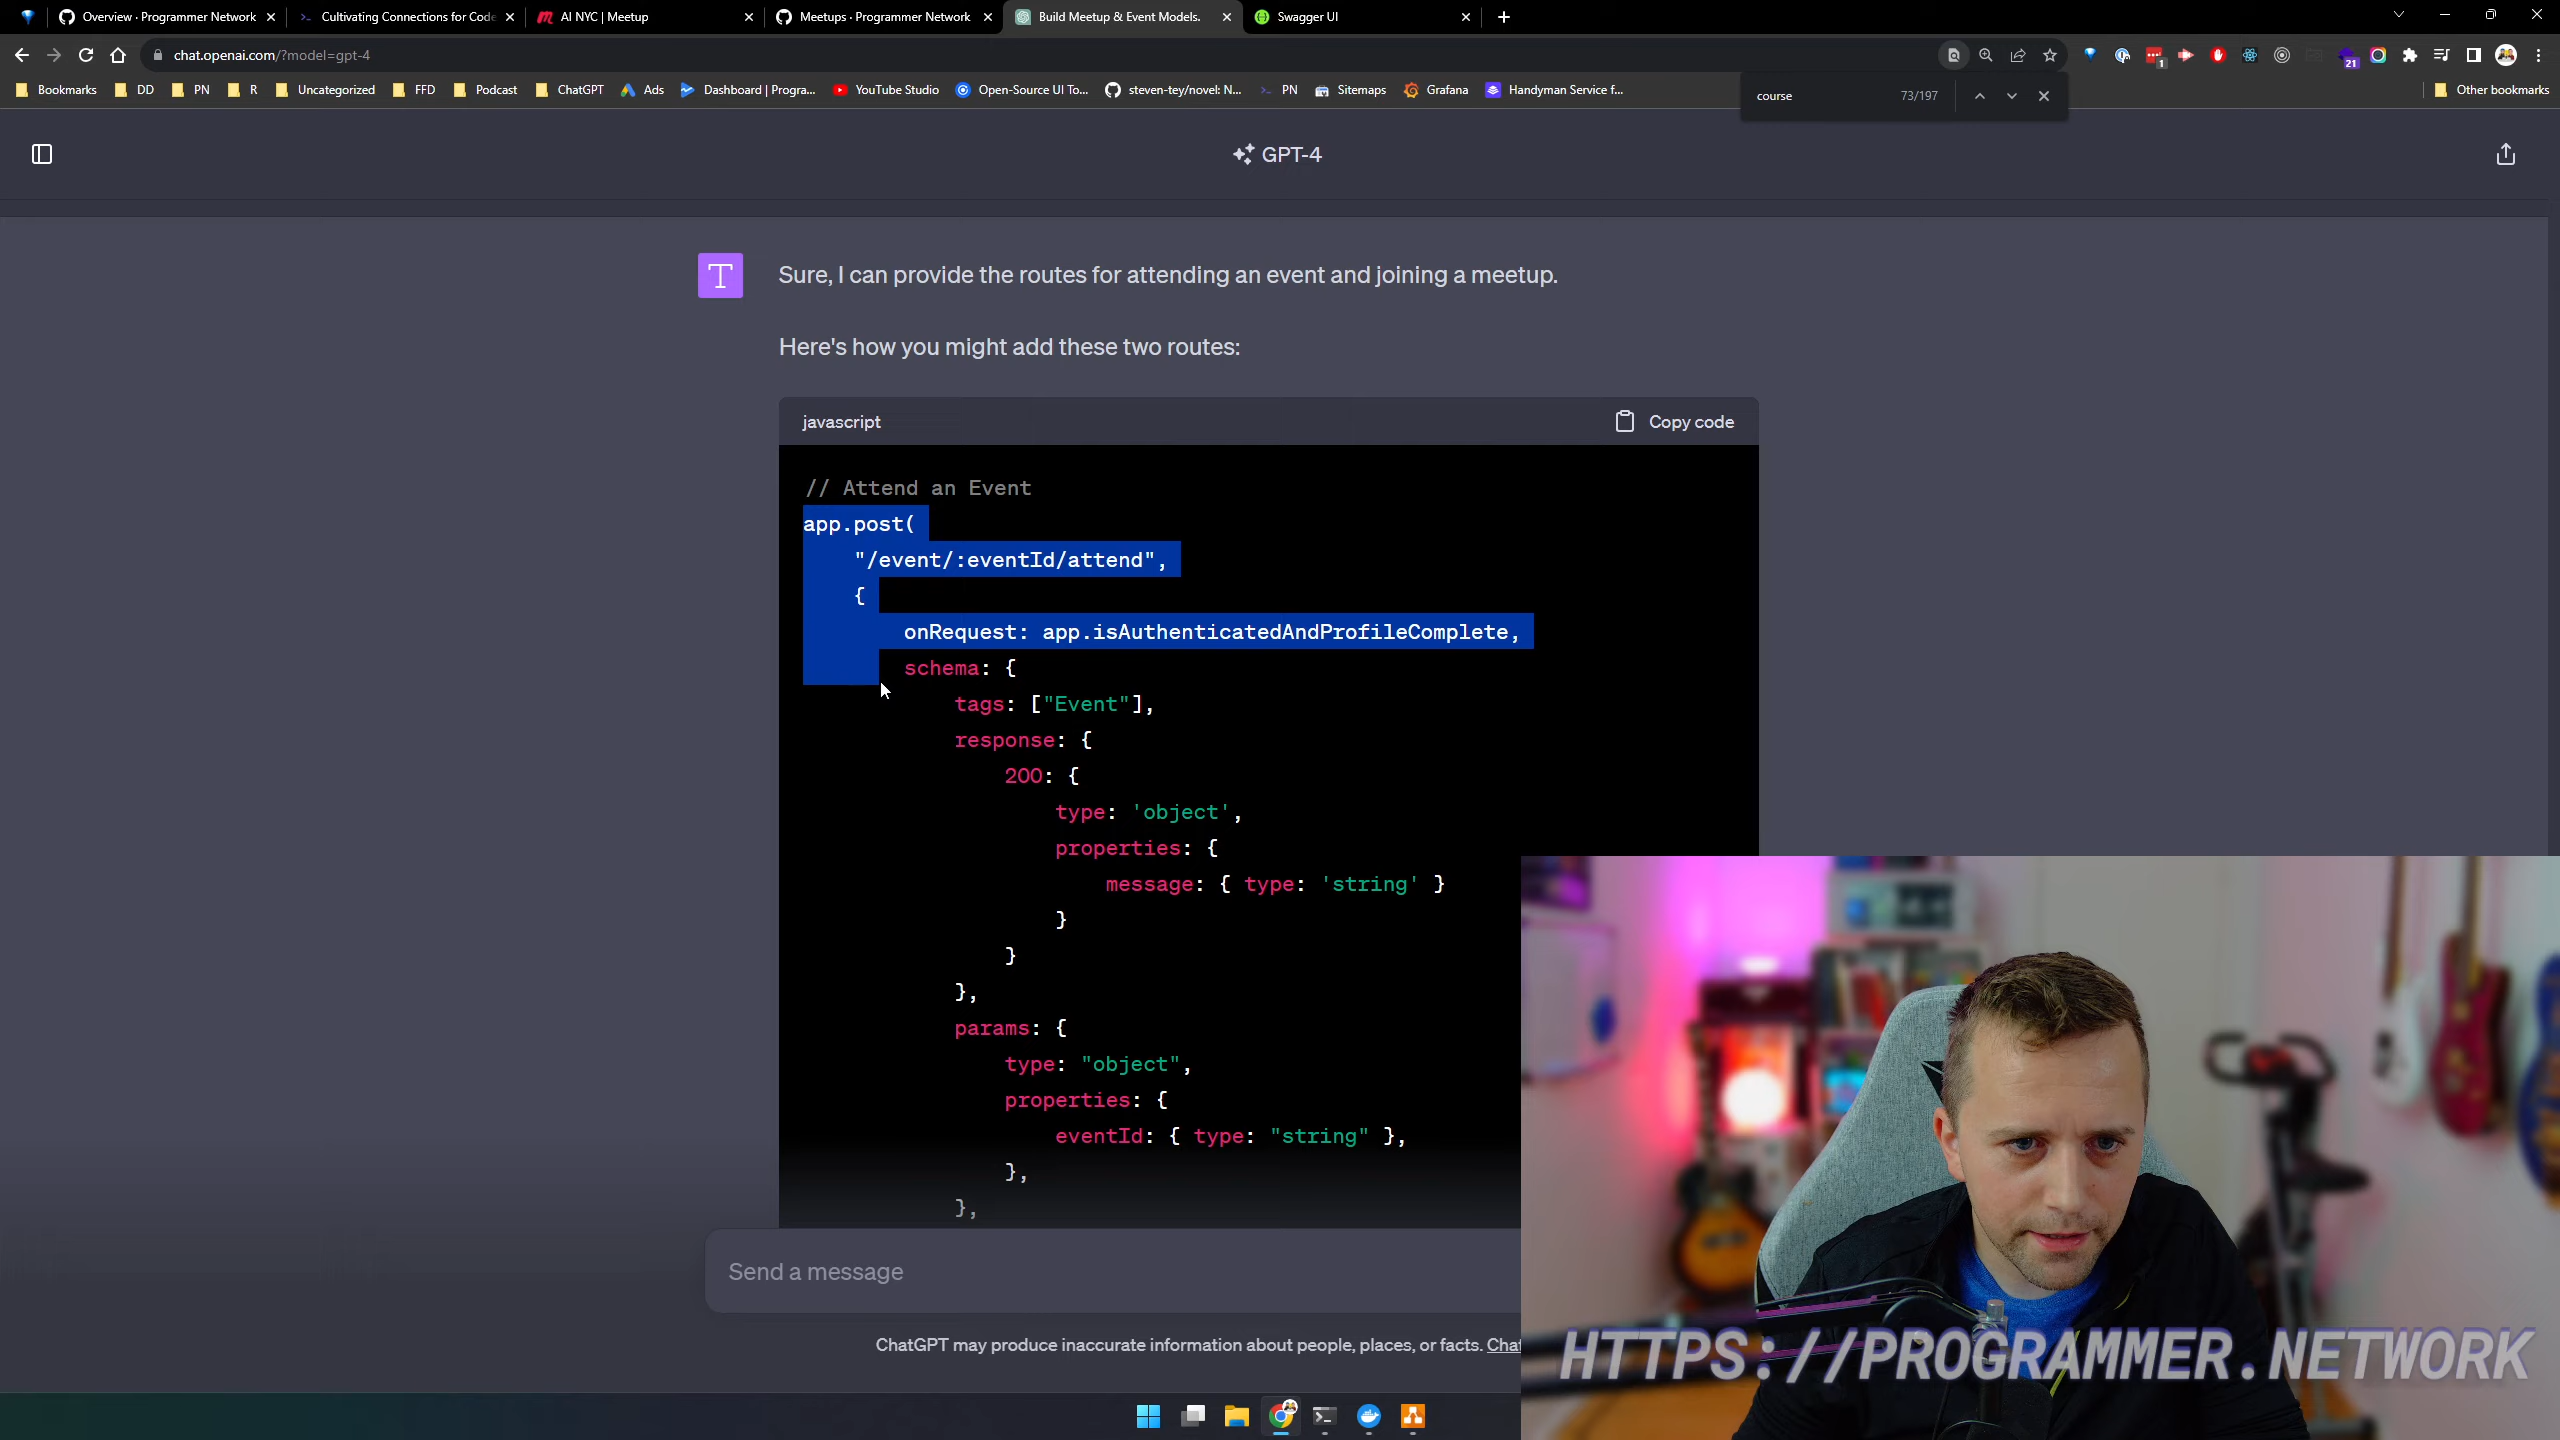 Overview · Programmer Network
Cultivating Connections for Code
AI NYC | Meetup
Meetups · Programmer Network
Build Meetup & Event Models.
Swagger UI
chat.openai.com/?model=gpt-4
1
21
Bookmarks
DD
PN
R
Uncategorized
FFD
Podcast
ChatGPT
Ads
Dashboard | Progra...
YouTube Studio
Open-Source UI To...
steven-tey/novel: N...
PN
Sitemaps
Grafana
Handyman Service f...
Other bookmarks
course 73/197
GPT-4
T
Sure, I can provide the routes for attending an event and joining a meetup.
Here's how you might add these two routes:
javascript
Copy code
// Attend an Event
app.post(
"/event/:eventId/attend",
{
onRequest: app.isAuthenticatedAndProfileComplete,
schema: {
tags: ["Event"],
response: {
200: {
type: 'object',
properties: {
message: { type: 'string' }
}
}
},
params: {
type: "object",
properties: {
eventId: { type: "string" },
},
},
Send a message
ChatGPT may produce inaccurate information about people, places, or facts. Chat
HTTPS://PROGRAMMER.NETWORK